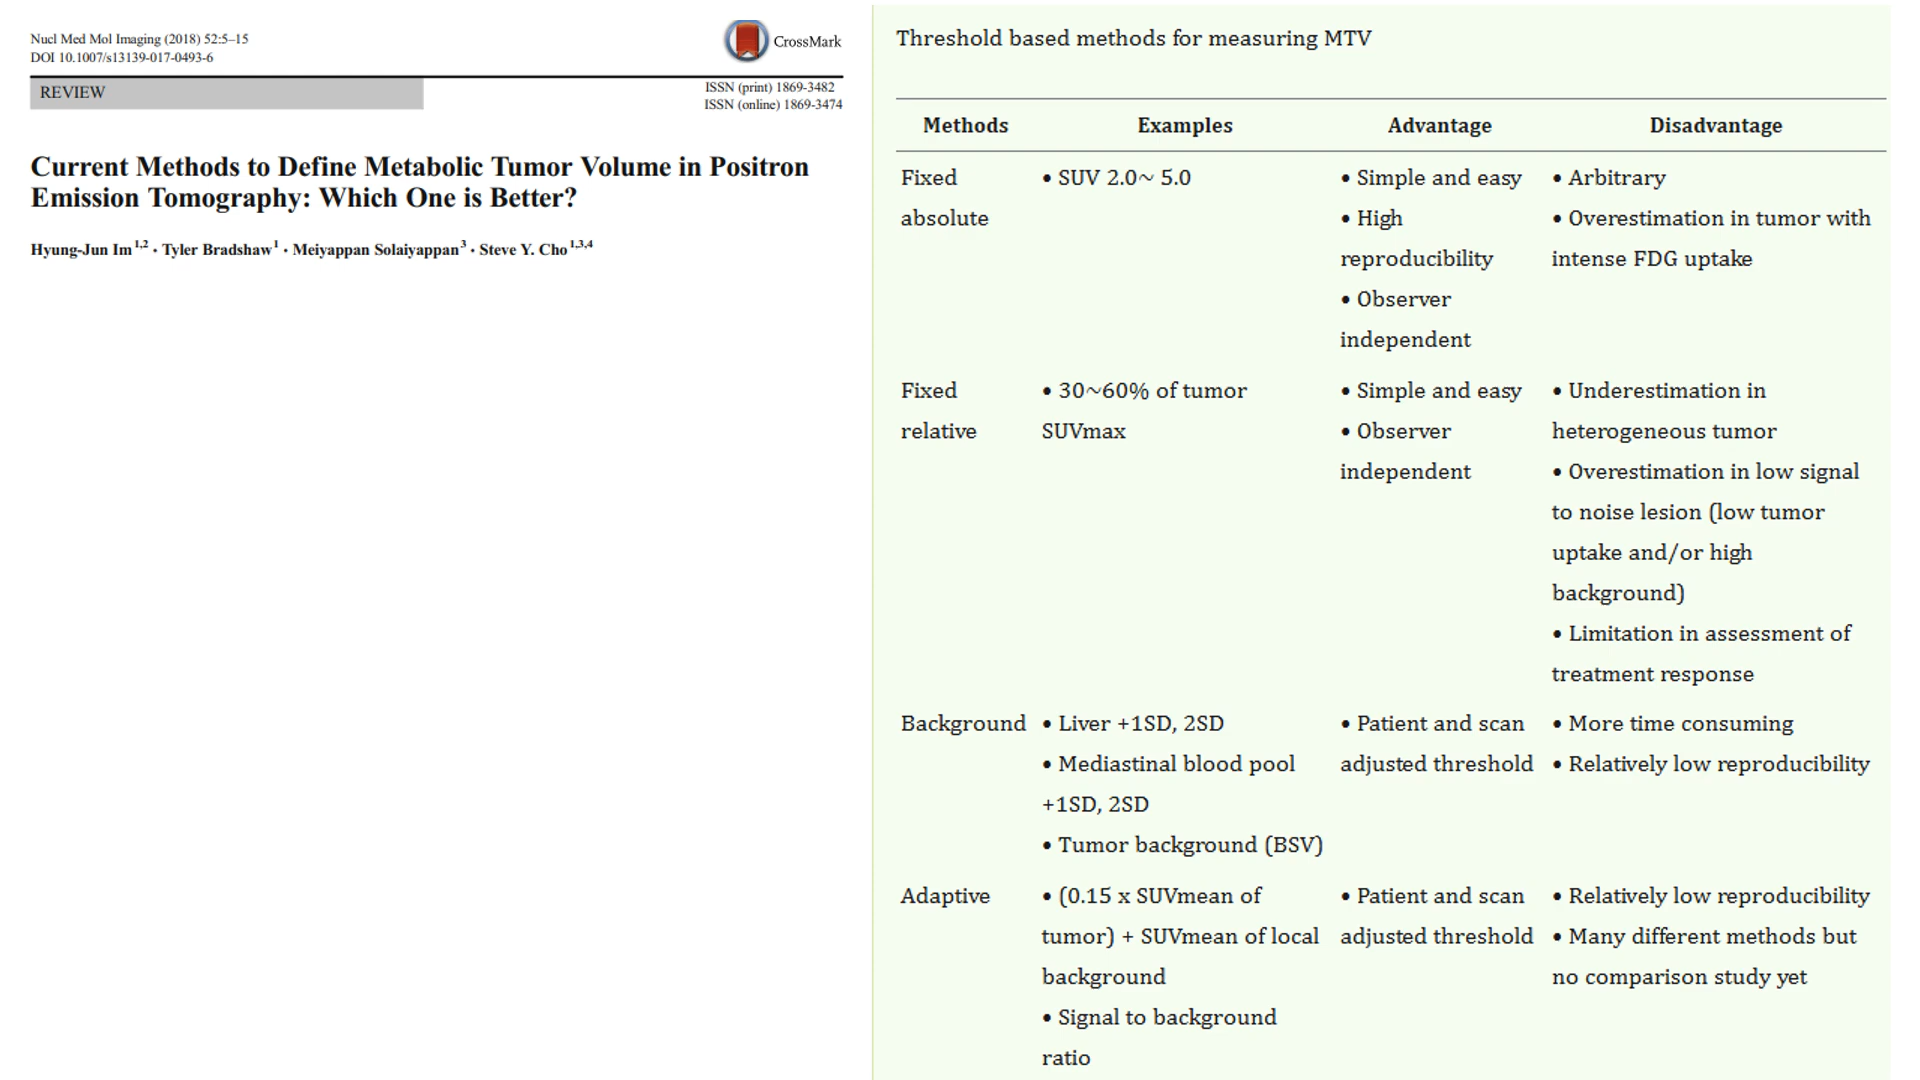 Nucl Med Mol Imaging (2018) 52:5–15
DOI 10.1007/s13139-017-0493-6
CrossMark
REVIEW
ISSN (print) 1869-3482
ISSN (online) 1869-3474
Current Methods to Define Metabolic Tumor Volume in Positron
Emission Tomography: Which One is Better?
Hyung-Jun Im 1,2 · Tyler Bradshaw 1 · Meiyappan Solaiyappan 3 · Steve Y. Cho 1,3,4
Threshold based methods for measuring MTV
Methods Examples Advantage Disadvantage
Fixed
absolute
• SUV 2.0~ 5.0
• Simple and easy
• High
reproducibility
• Observer
independent
• Arbitrary
• Overestimation in tumor with
intense FDG uptake
Fixed
relative
• 30~60% of tumor
SUVmax
• Simple and easy
• Observer
independent
• Underestimation in
heterogeneous tumor
• Overestimation in low signal
to noise lesion (low tumor
uptake and/or high
background)
• Limitation in assessment of
treatment response
Background
• Liver +1SD, 2SD
• Mediastinal blood pool
+1SD, 2SD
• Tumor background (BSV)
• Patient and scan
adjusted threshold
• More time consuming
• Relatively low reproducibility
Adaptive
• (0.15 x SUVmean of
tumor) + SUVmean of local
background
• Signal to background
ratio
• Patient and scan
adjusted threshold
• Relatively low reproducibility
• Many different methods but
no comparison study yet